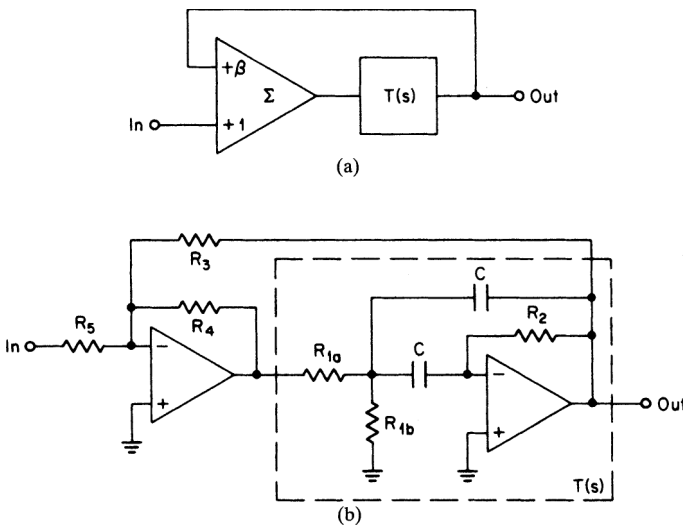 +β
Σ
T(s)
Out
In
+1
(a)
R3
C
R5
R4
R2
In
R1a
C
−
+
−
+
Out
R1b
T(s)
(b)